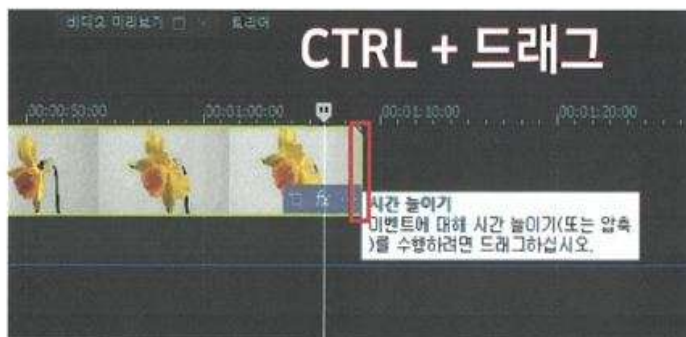 비디오 미리보기 트리머
CTRL + 드래그
00:00:50:00 00:01:00:00 00:01:10:00 00:01:20:00
fx
시간 늘이기
이벤트에 대해 시간 늘이기(또는 압축
)를 수행하려면 드래그하십시오.